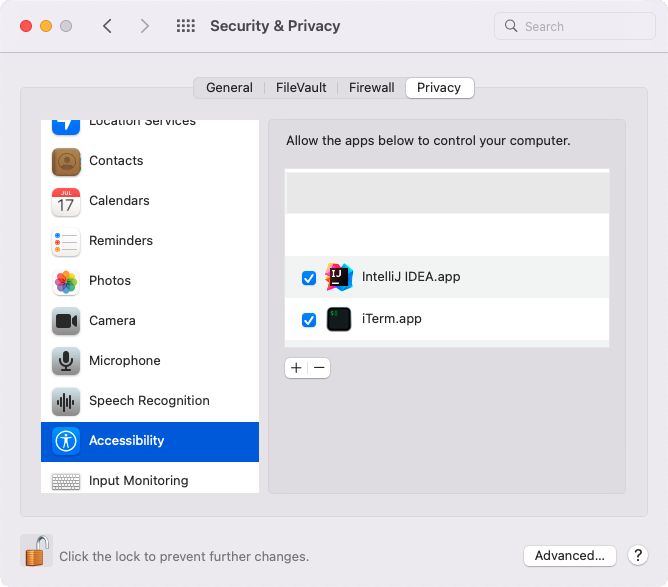 Security & Privacy
Search
General
FileVault
Firewall
Privacy
Location Services
Contacts
JUL
17
Calendars
Reminders
Photos
Camera
Microphone
Speech Recognition
Accessibility
Input Monitoring
Allow the apps below to control your computer.
IJ
IntelliJ IDEA.app
$
iTerm.app
+
−
Click the lock to prevent further changes.
Advanced...
?